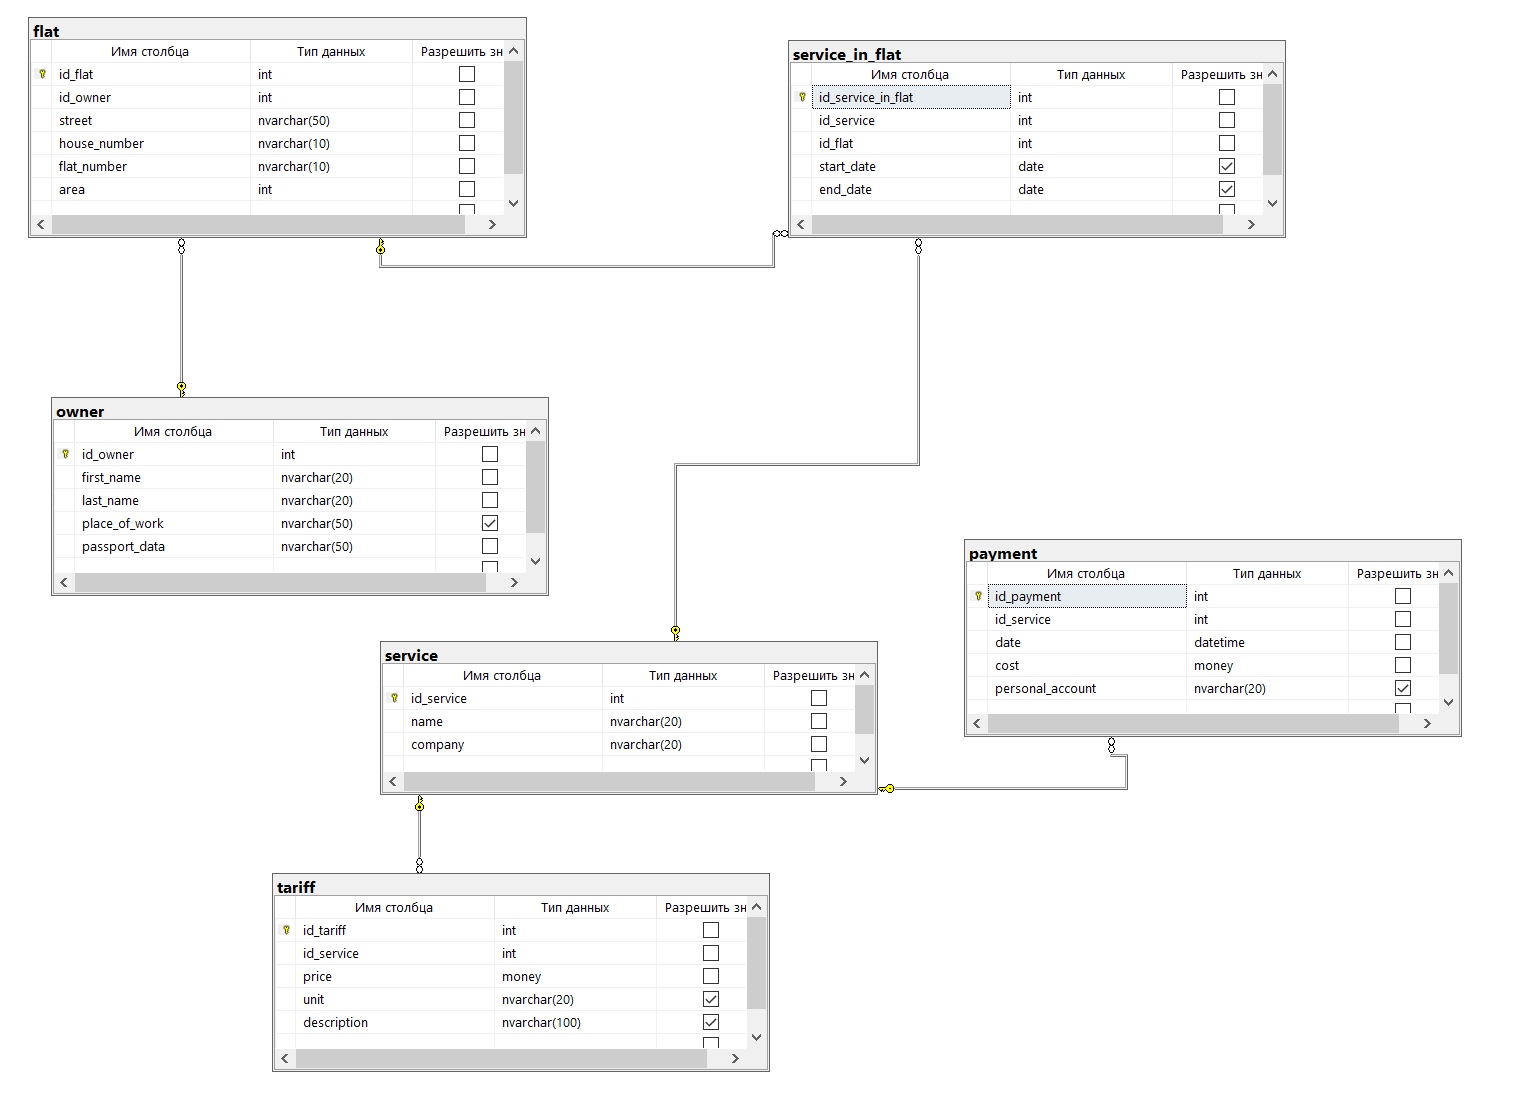 flat
Имя столбца Тип данных Разрешить зн
id_flat int
id_owner int
street nvarchar(50)
house_number nvarchar(10)
flat_number nvarchar(10)
area int
service_in_flat
Имя столбца Тип данных Разрешить зн
id_service_in_flat int
id_service int
id_flat int
start_date date
end_date date
owner
Имя столбца Тип данных Разрешить зн
id_owner int
first_name nvarchar(20)
last_name nvarchar(20)
place_of_work nvarchar(50)
passport_data nvarchar(50)
payment
Имя столбца Тип данных Разрешить зн
id_payment int
id_service int
date datetime
cost money
personal_account nvarchar(20)
service
Имя столбца Тип данных Разрешить зн
id_service int
name nvarchar(20)
company nvarchar(20)
tariff
Имя столбца Тип данных Разрешить зн
id_tariff int
id_service int
price money
unit nvarchar(20)
description nvarchar(100)